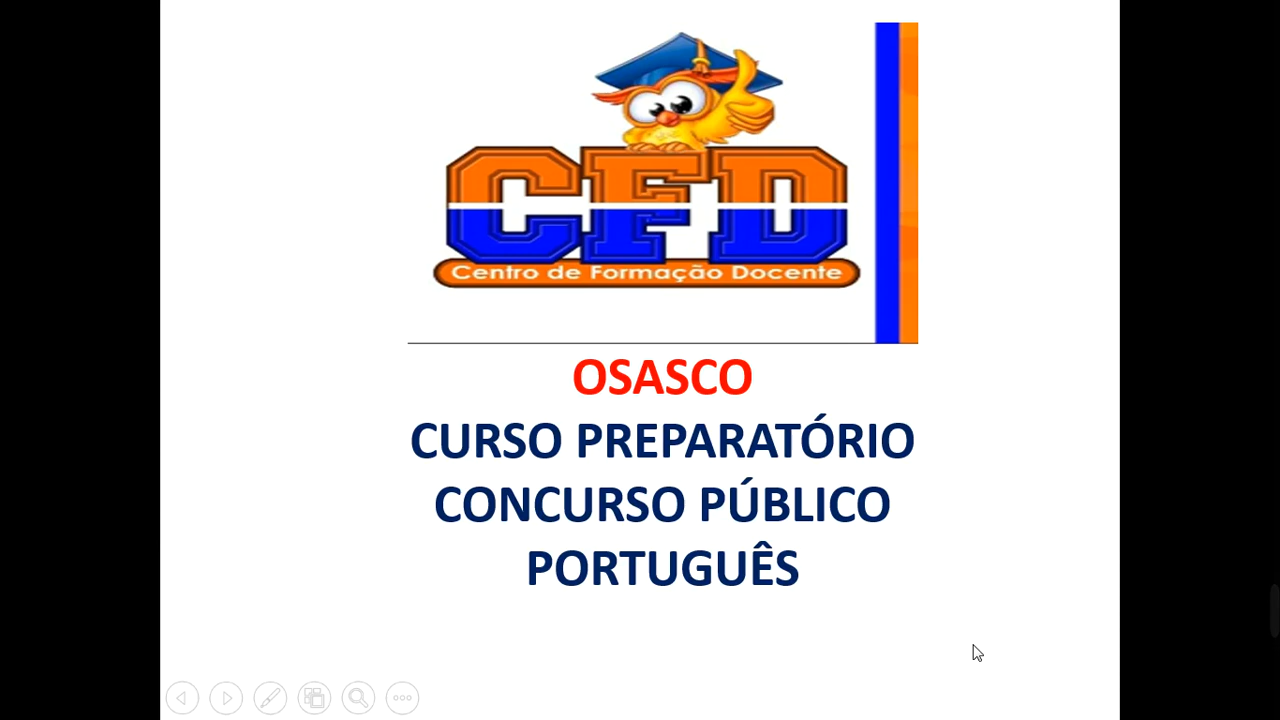 CFD
Centro de Formação Docente
OSASCO
CURSO PREPARATÓRIO
CONCURSO PÚBLICO
PORTUGUÊS